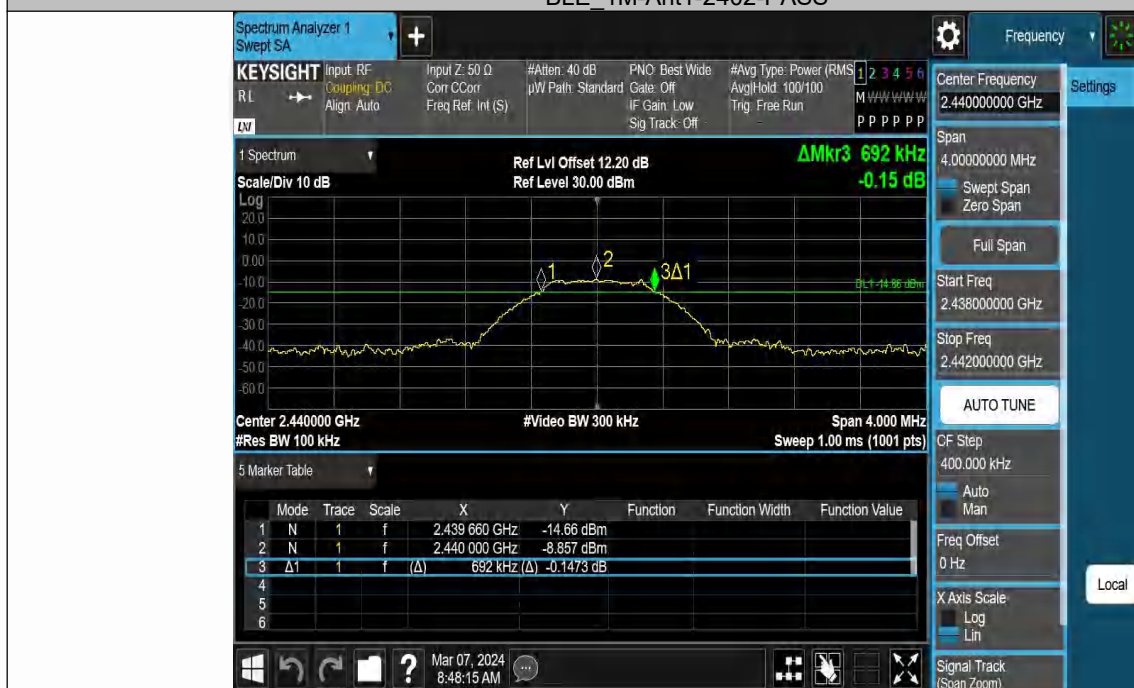 BLE_1M-Ant1-2402-PASS
Spectrum Analyzer 1
Swept SA
+
Frequency
KEYSIGHT
RL
LXI
Input: RF
Coupling: DC
Align: Auto
Input Z: 50 Ω
Corr CCorr
Freq Ref: Int (S)
#Atten: 40 dB
µW Path: Standard
PNO: Best Wide
Gate: Off
IF Gain: Low
Sig Track: Off
#Avg Type: Power (RMS
Avg|Hold: 100/100
Trig: Free Run
1 2 3 4 5 6
M W W W W W
P P P P P P
Center Frequency
2.440000000 GHz
Settings
Span
4.00000000 MHz
Swept Span
Zero Span
Full Span
Start Freq
2.438000000 GHz
Stop Freq
2.442000000 GHz
AUTO TUNE
CF Step
400.000 kHz
Auto
Man
Freq Offset
0 Hz
X Axis Scale
Log
Lin
Signal Track
(Span Zoom)
Local
1 Spectrum
Scale/Div 10 dB
Ref Lvl Offset 12.20 dB
Ref Level 30.00 dBm
ΔMkr3 692 kHz
-0.15 dB
Log
20.0
10.0
0.00
-10.0
-20.0
-30.0
-40.0
-50.0
-60.0
1
2
3Δ1
DL1 -14.86 dBm
Center 2.440000 GHz
#Video BW 300 kHz
Span 4.000 MHz
#Res BW 100 kHz
Sweep 1.00 ms (1001 pts)
5 Marker Table
Mode Trace Scale X Y Function Function Width Function Value
1 N 1 f 2.439 660 GHz -14.66 dBm
2 N 1 f 2.440 000 GHz -8.857 dBm
3 Δ1 1 f (Δ) 692 kHz (Δ) -0.1473 dB
4
5
6
?
Mar 07, 2024
8:48:15 AM